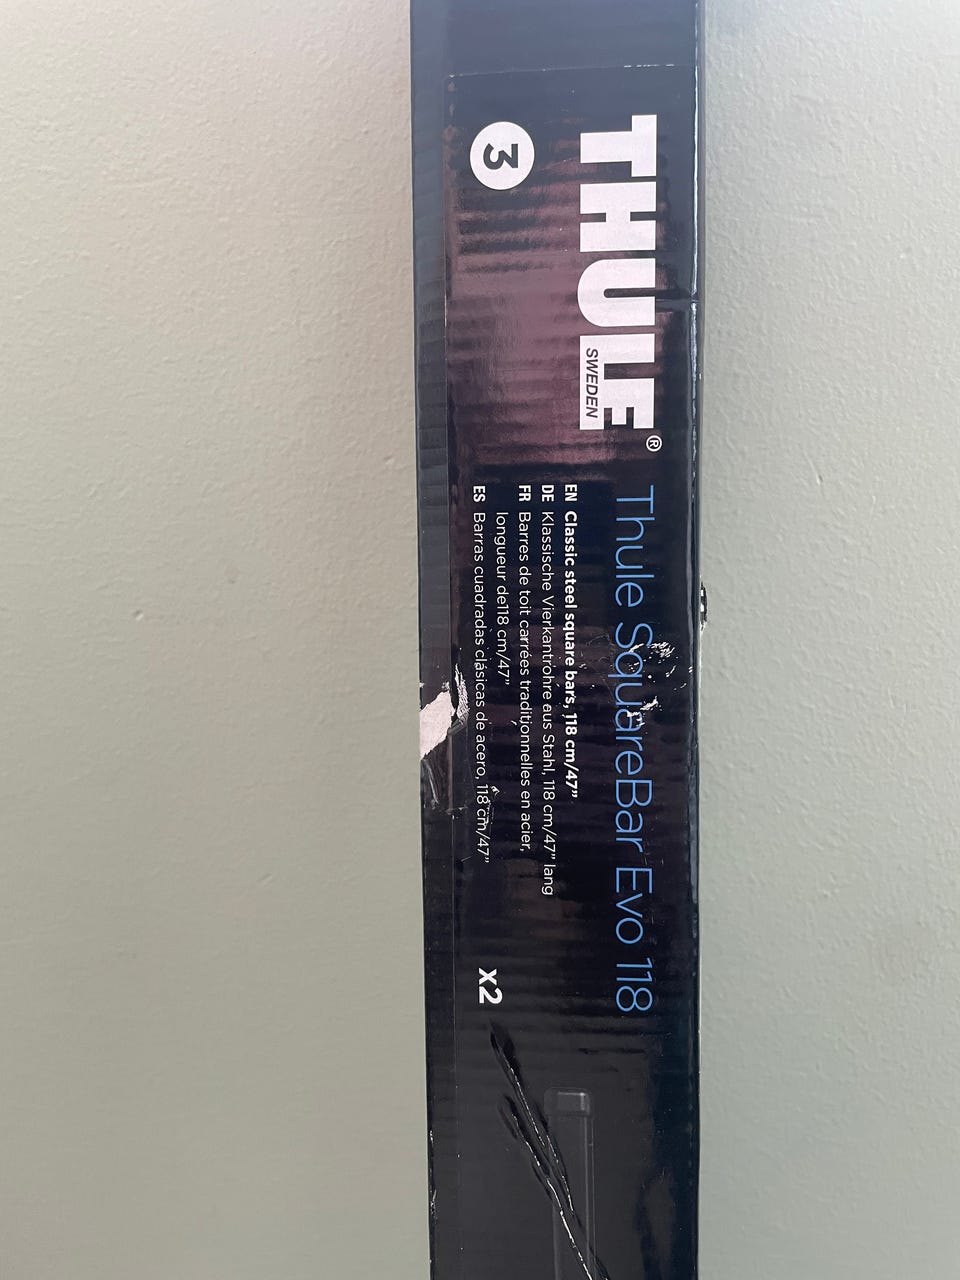 3
THULE®
SWEDEN
Thule SquareBar Evo 118
EN Classic steel square bars, 118 cm/47”
DE Klassische Vierkantrohre aus Stahl, 118 cm/47” lang
FR Barres de toit carrées traditionnelles en acier,
longueur de118 cm/47”
ES Barras cuadradas clásicas de acero, 118 cm/47”
x2